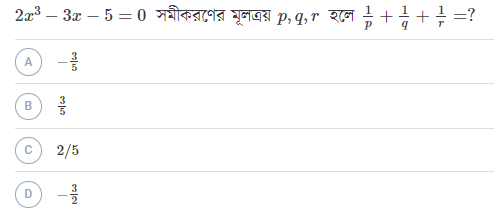 2x³ − 3x − 5 = 0 সমীকরণের মূলত্রয় p, q, r হলে 1/p + 1/q + 1/r =?
A −3/5
B 3/5
C 2/5
D −3/2